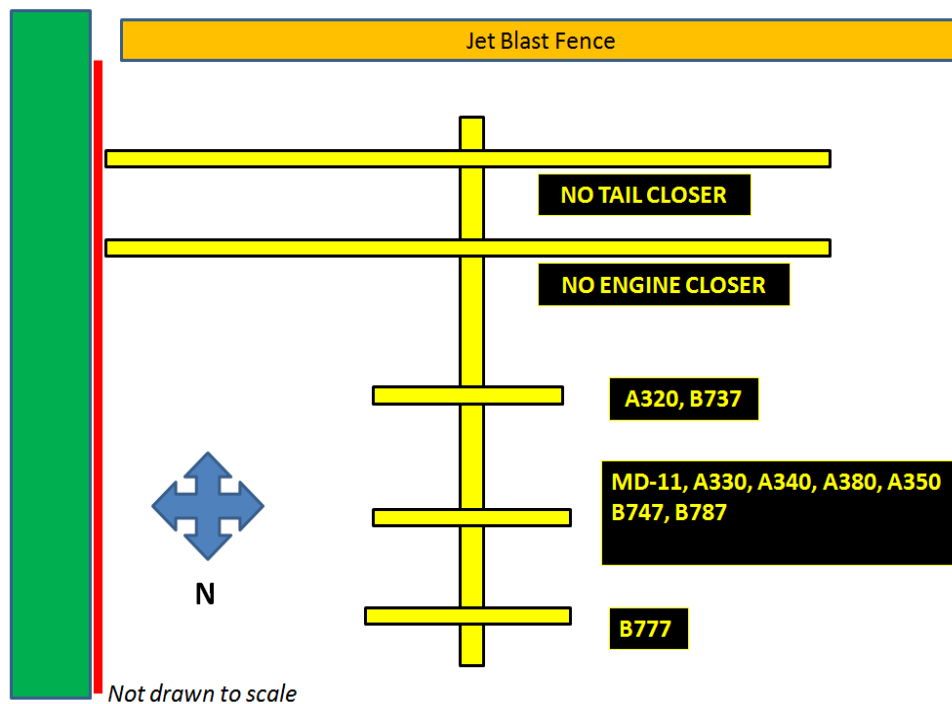 Jet Blast Fence
NO TAIL CLOSER
NO ENGINE CLOSER
A320, B737
MD-11, A330, A340, A380, A350
B747, B787
N
B777
Not drawn to scale